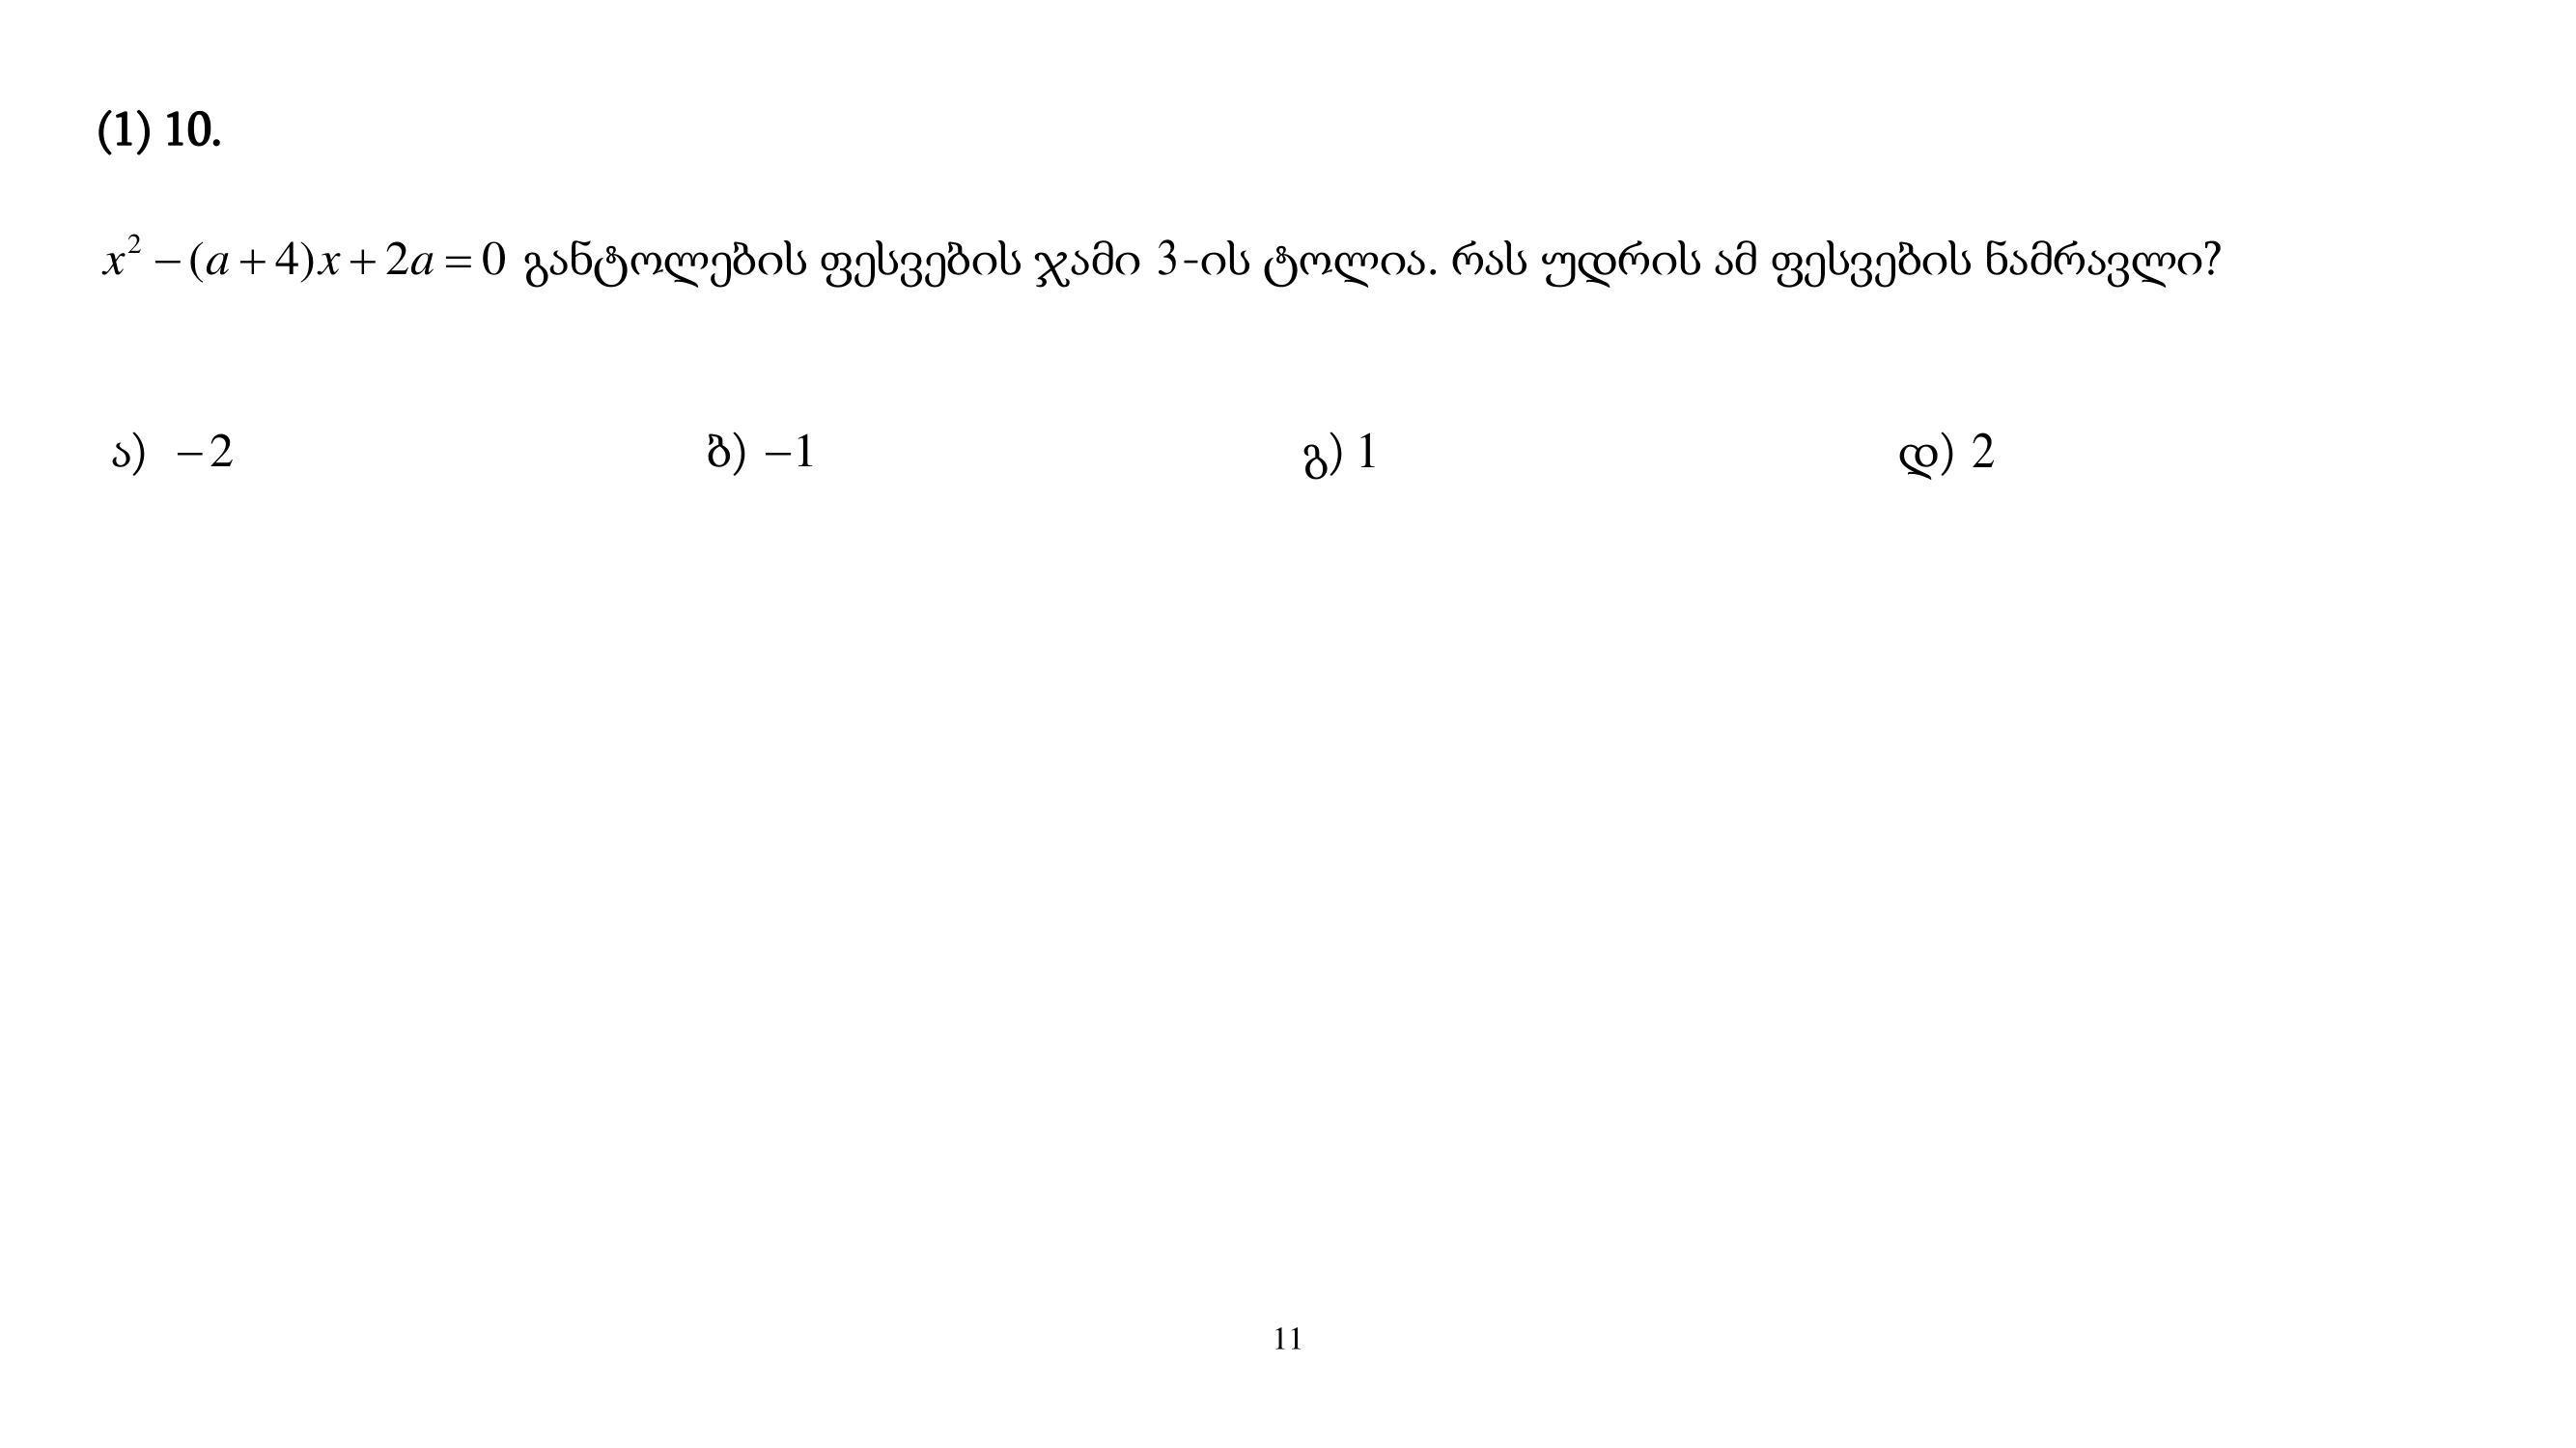 (1) 10.
x² − (a + 4)x + 2a = 0 განტოლების ფესვების ჯამი 3-ის ტოლია. რას უდრის ამ ფესვების ნამრავლი?
ა) −2 ბ) −1 გ) 1 დ) 2
11